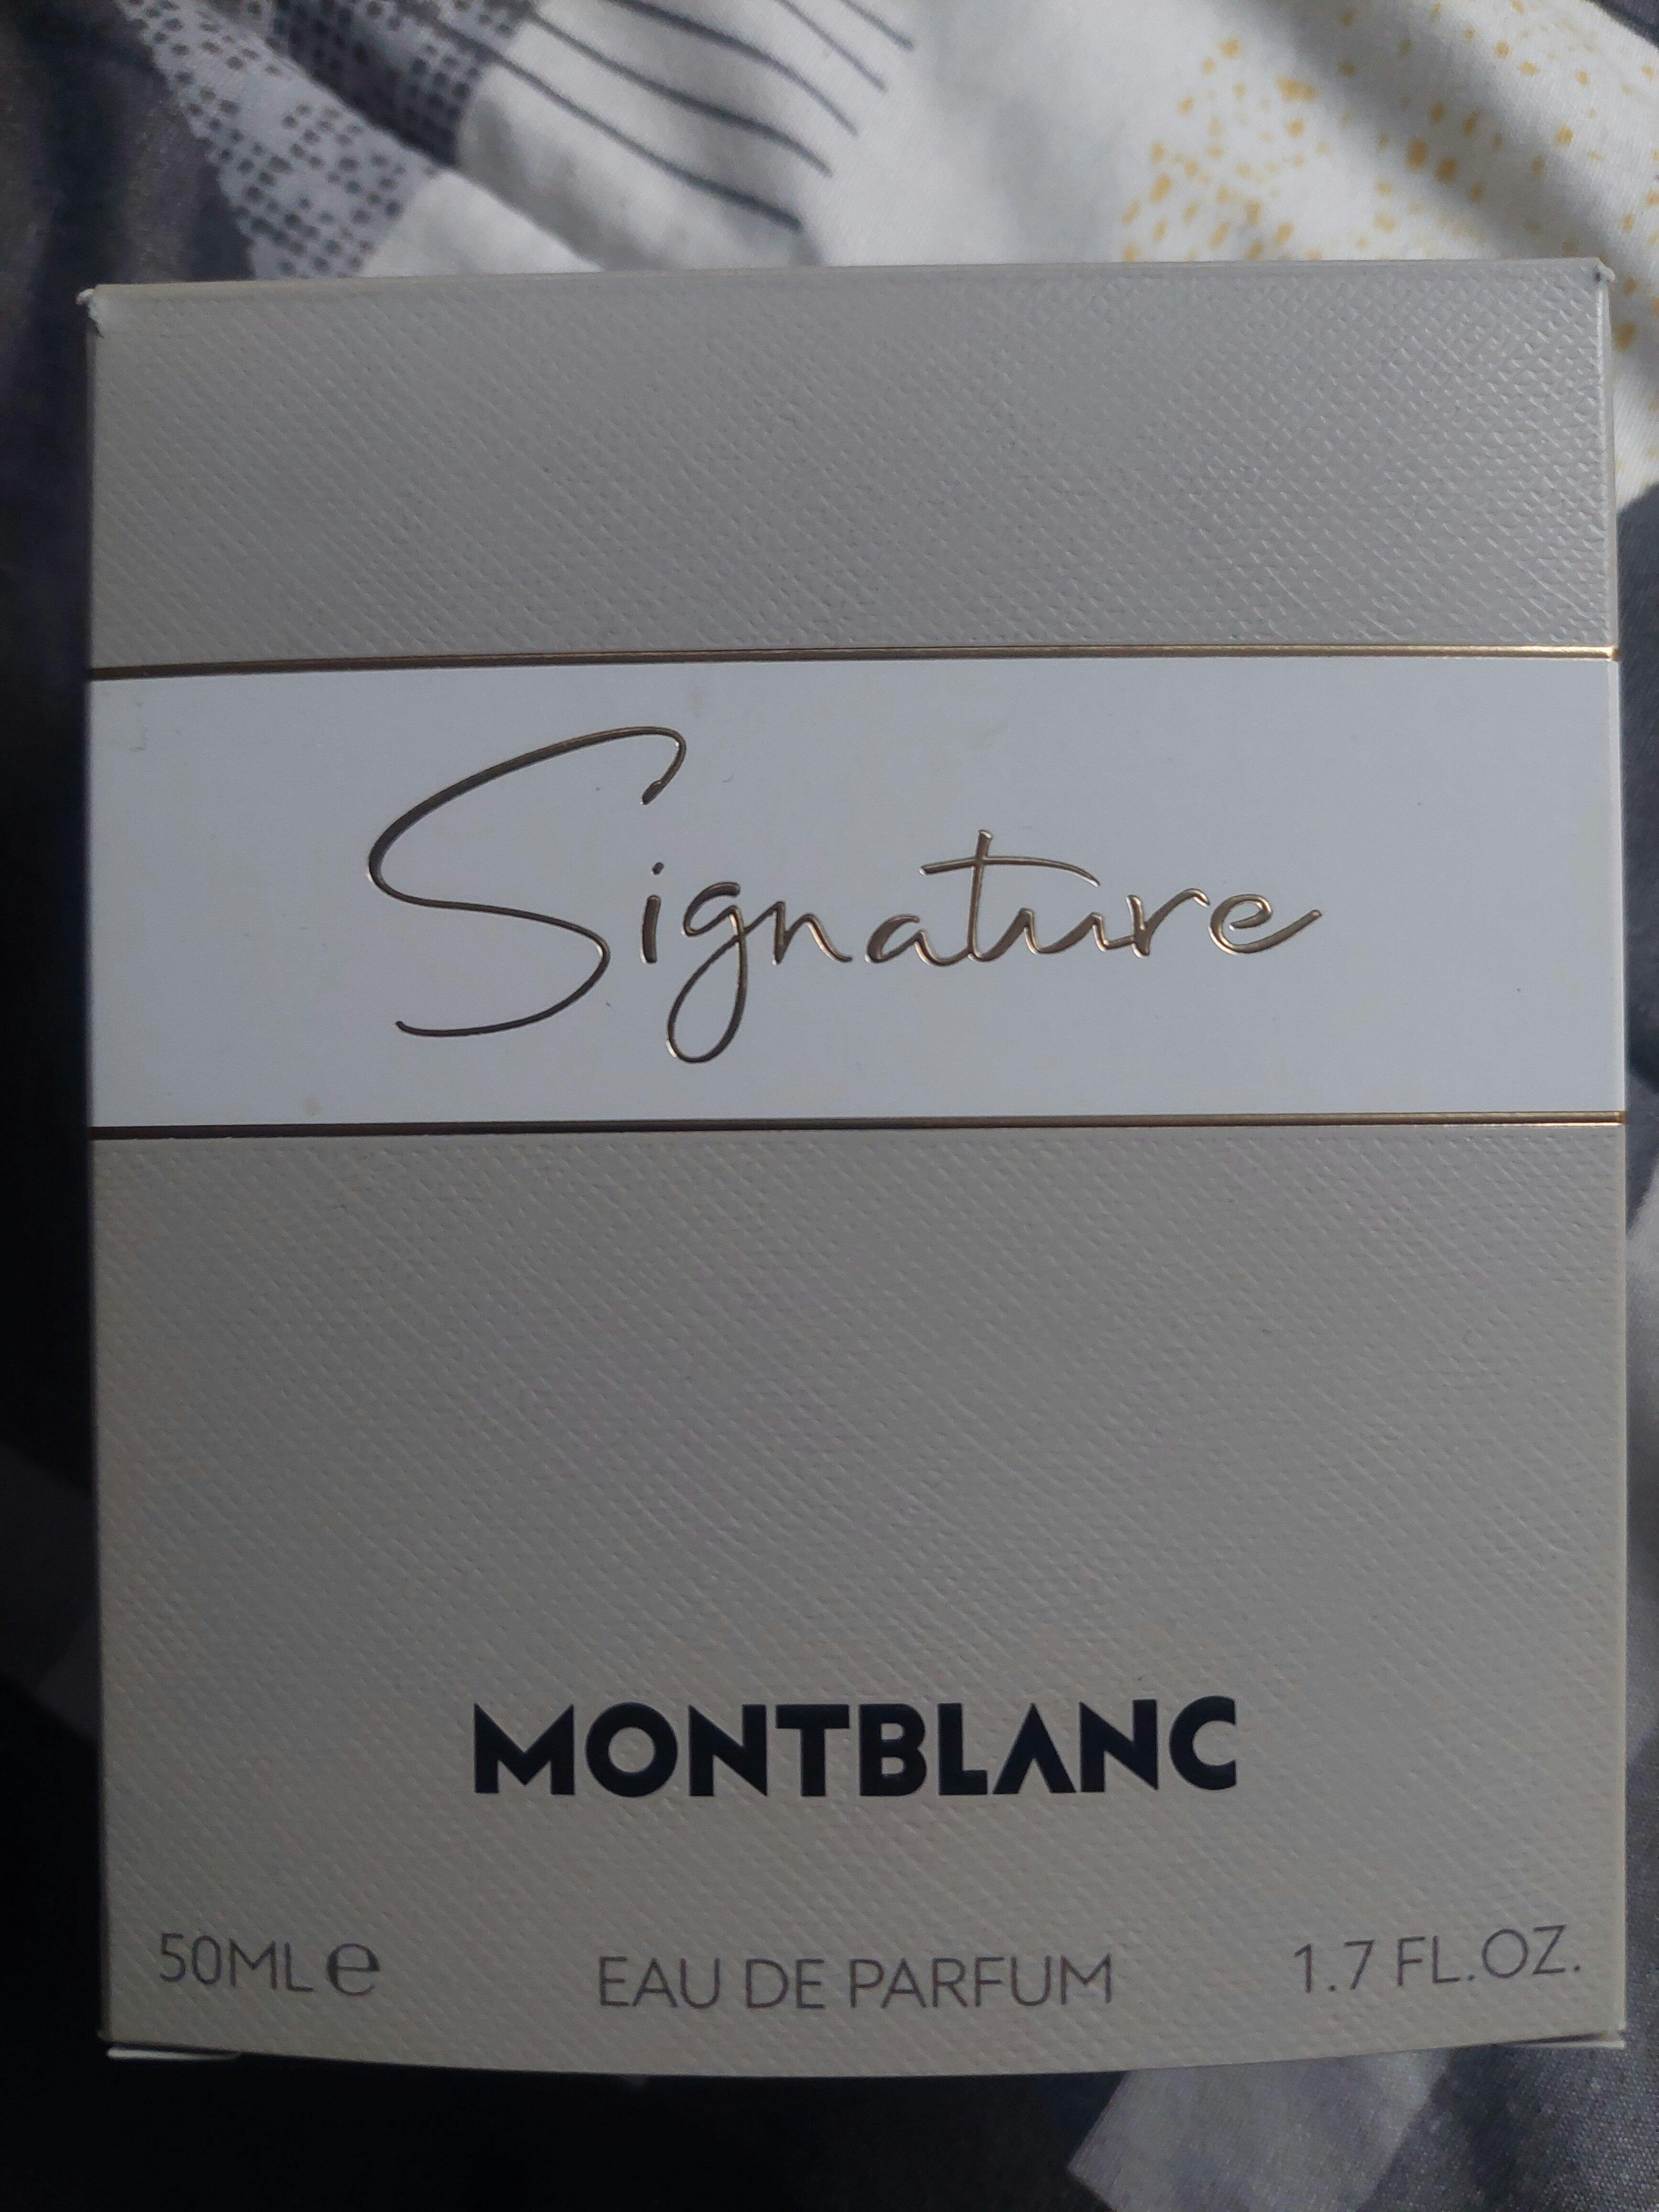 Signature
MONTBLANC
50ML℮ EAU DE PARFUM 1.7 FL.OZ.